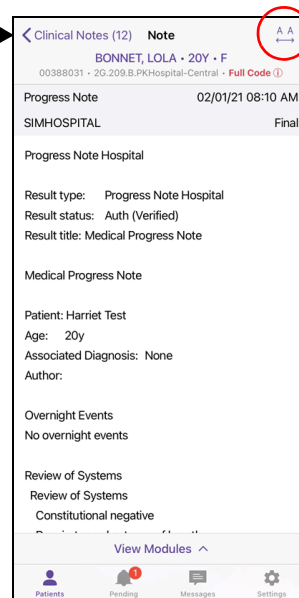 Clinical Notes (12) Note A A
BONNET, LOLA • 20Y • F
00388031 • 2G.209.B.PKHospital-Central • Full Code
Progress Note 02/01/21 08:10 AM
SIMHOSPITAL Final
Progress Note Hospital
Result type: Progress Note Hospital
Result status: Auth (Verified)
Result title: Medical Progress Note
Medical Progress Note
Patient: Harriet Test
Age: 20y
Associated Diagnosis: None
Author:
Overnight Events
No overnight events
Review of Systems
Review of Systems
Constitutional negative
View Modules
1
Patients Pending Messages Settings